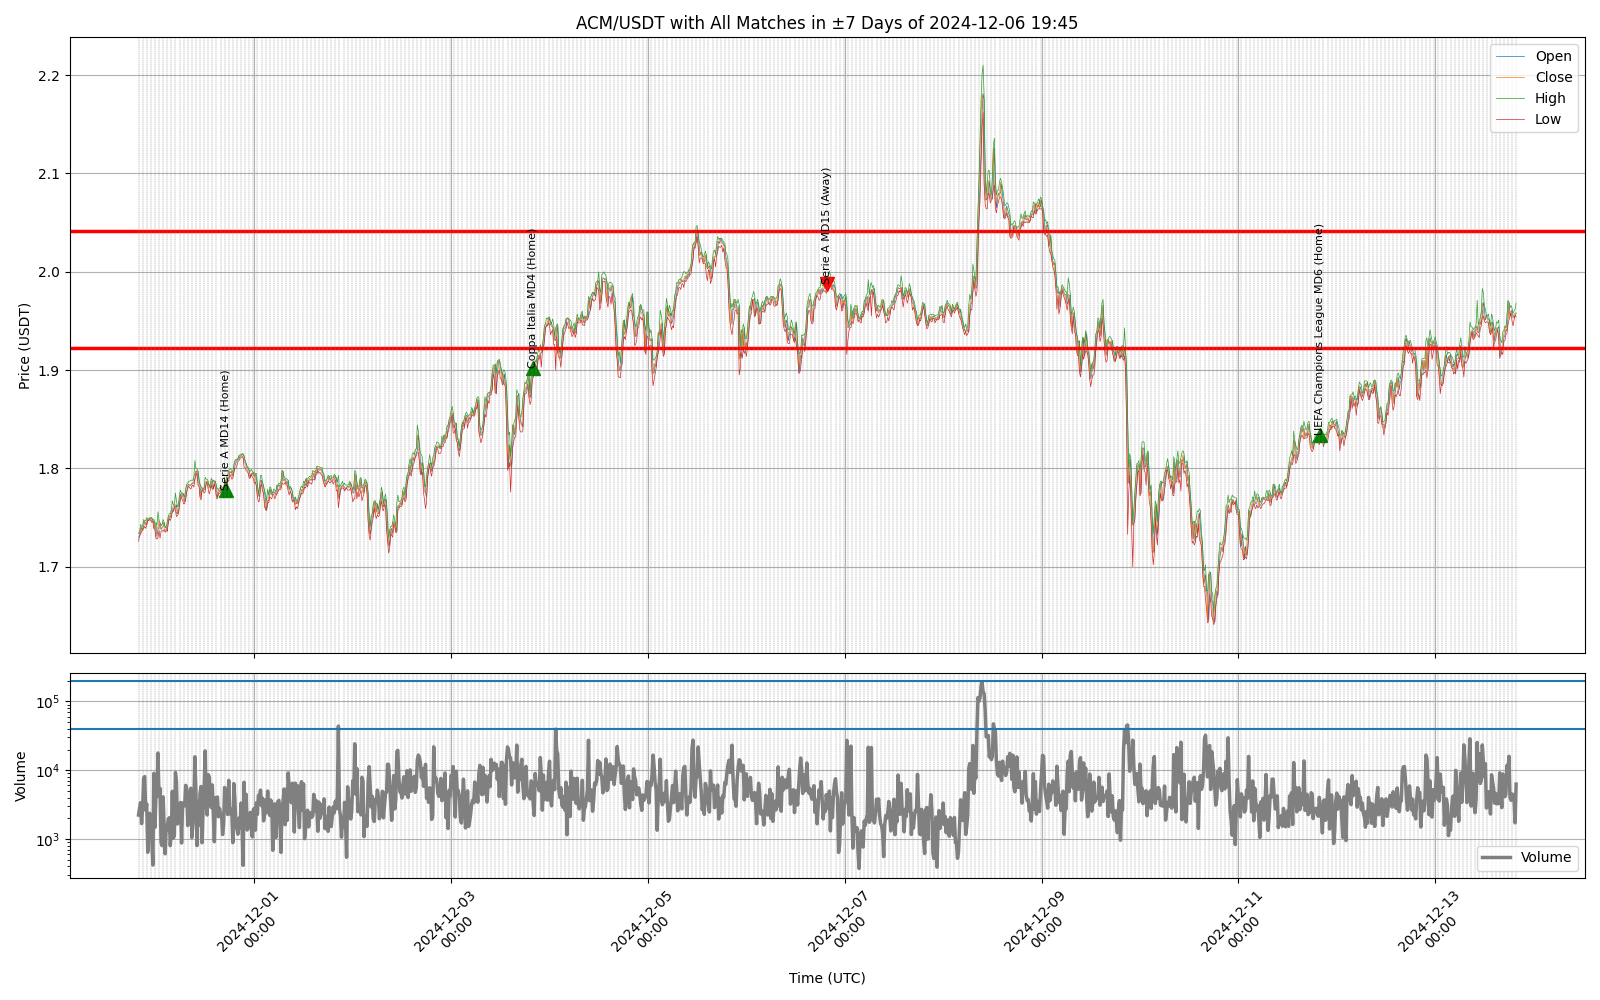 ACM/USDT with All Matches in ±7 Days of 2024-12-06 19:45
Open
Close
High
Low
2.2
2.1
2.0
1.9
1.8
1.7
Price (USDT)
Serie A MD14 (Home)
Coppa Italia MD4 (Home)
Serie A MD15 (Away)
UEFA Champions League MD6 (Home)
10^5
10^4
10^3
Volume
Volume
2024-12-01
00:00
2024-12-03
00:00
2024-12-05
00:00
2024-12-07
00:00
2024-12-09
00:00
2024-12-11
00:00
2024-12-13
00:00
Time (UTC)